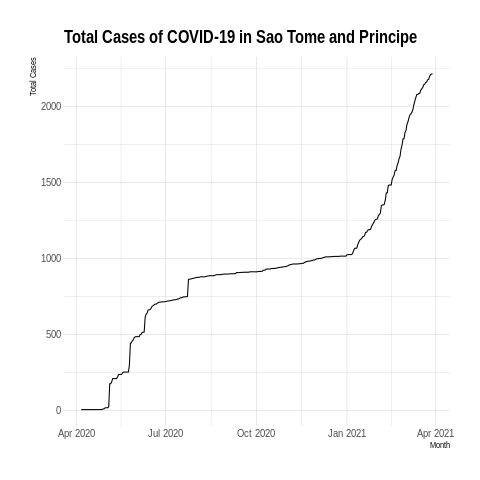 Total Cases of COVID-19 in Sao Tome and Principe
Total Cases
2000
1500
1000
500
0
Apr 2020 Jul 2020 Oct 2020 Jan 2021 Apr 2021
Month